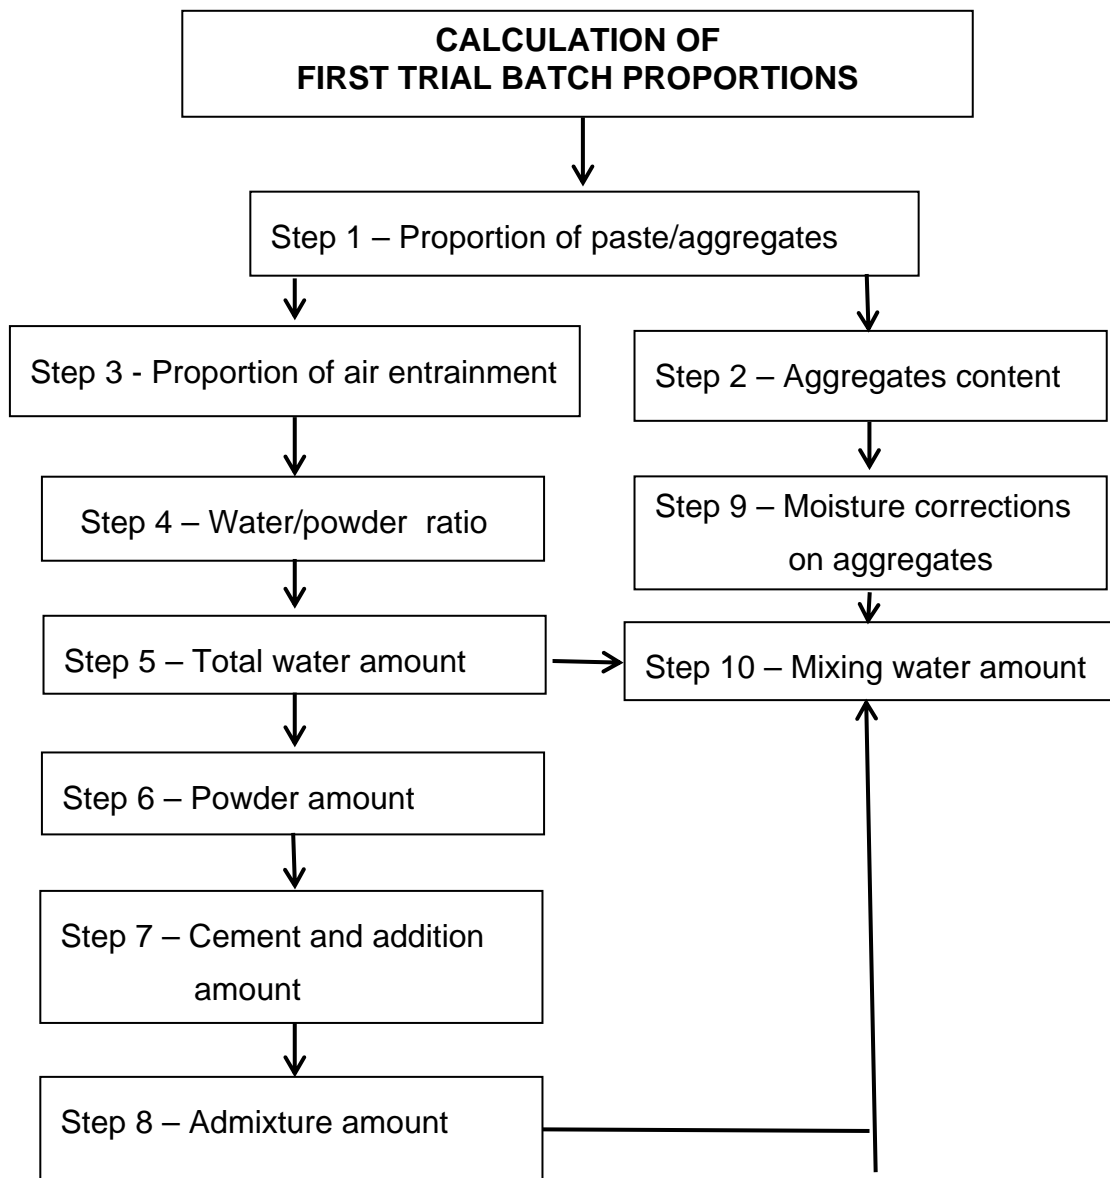 CALCULATION OF
FIRST TRIAL BATCH PROPORTIONS
Step 1 – Proportion of paste/aggregates
Step 3 - Proportion of air entrainment
Step 2 – Aggregates content
Step 4 – Water/powder ratio
Step 9 – Moisture corrections
on aggregates
Step 5 – Total water amount
Step 10 – Mixing water amount
Step 6 – Powder amount
Step 7 – Cement and addition
amount
Step 8 – Admixture amount